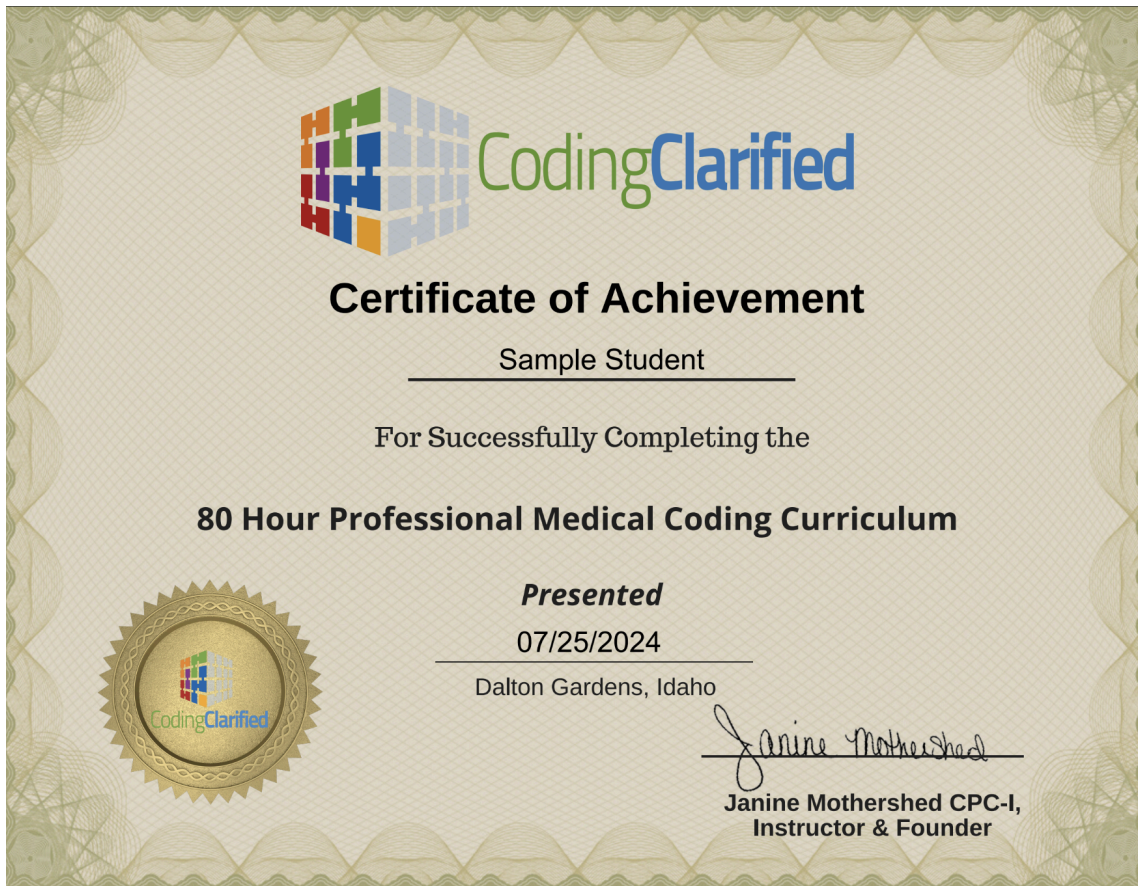 CodingClarified
Certificate of Achievement
Sample Student
For Successfully Completing the
80 Hour Professional Medical Coding Curriculum
Presented
07/25/2024
Dalton Gardens, Idaho
CodingClarified
Janine Mothershed
Janine Mothershed CPC-I,
Instructor & Founder